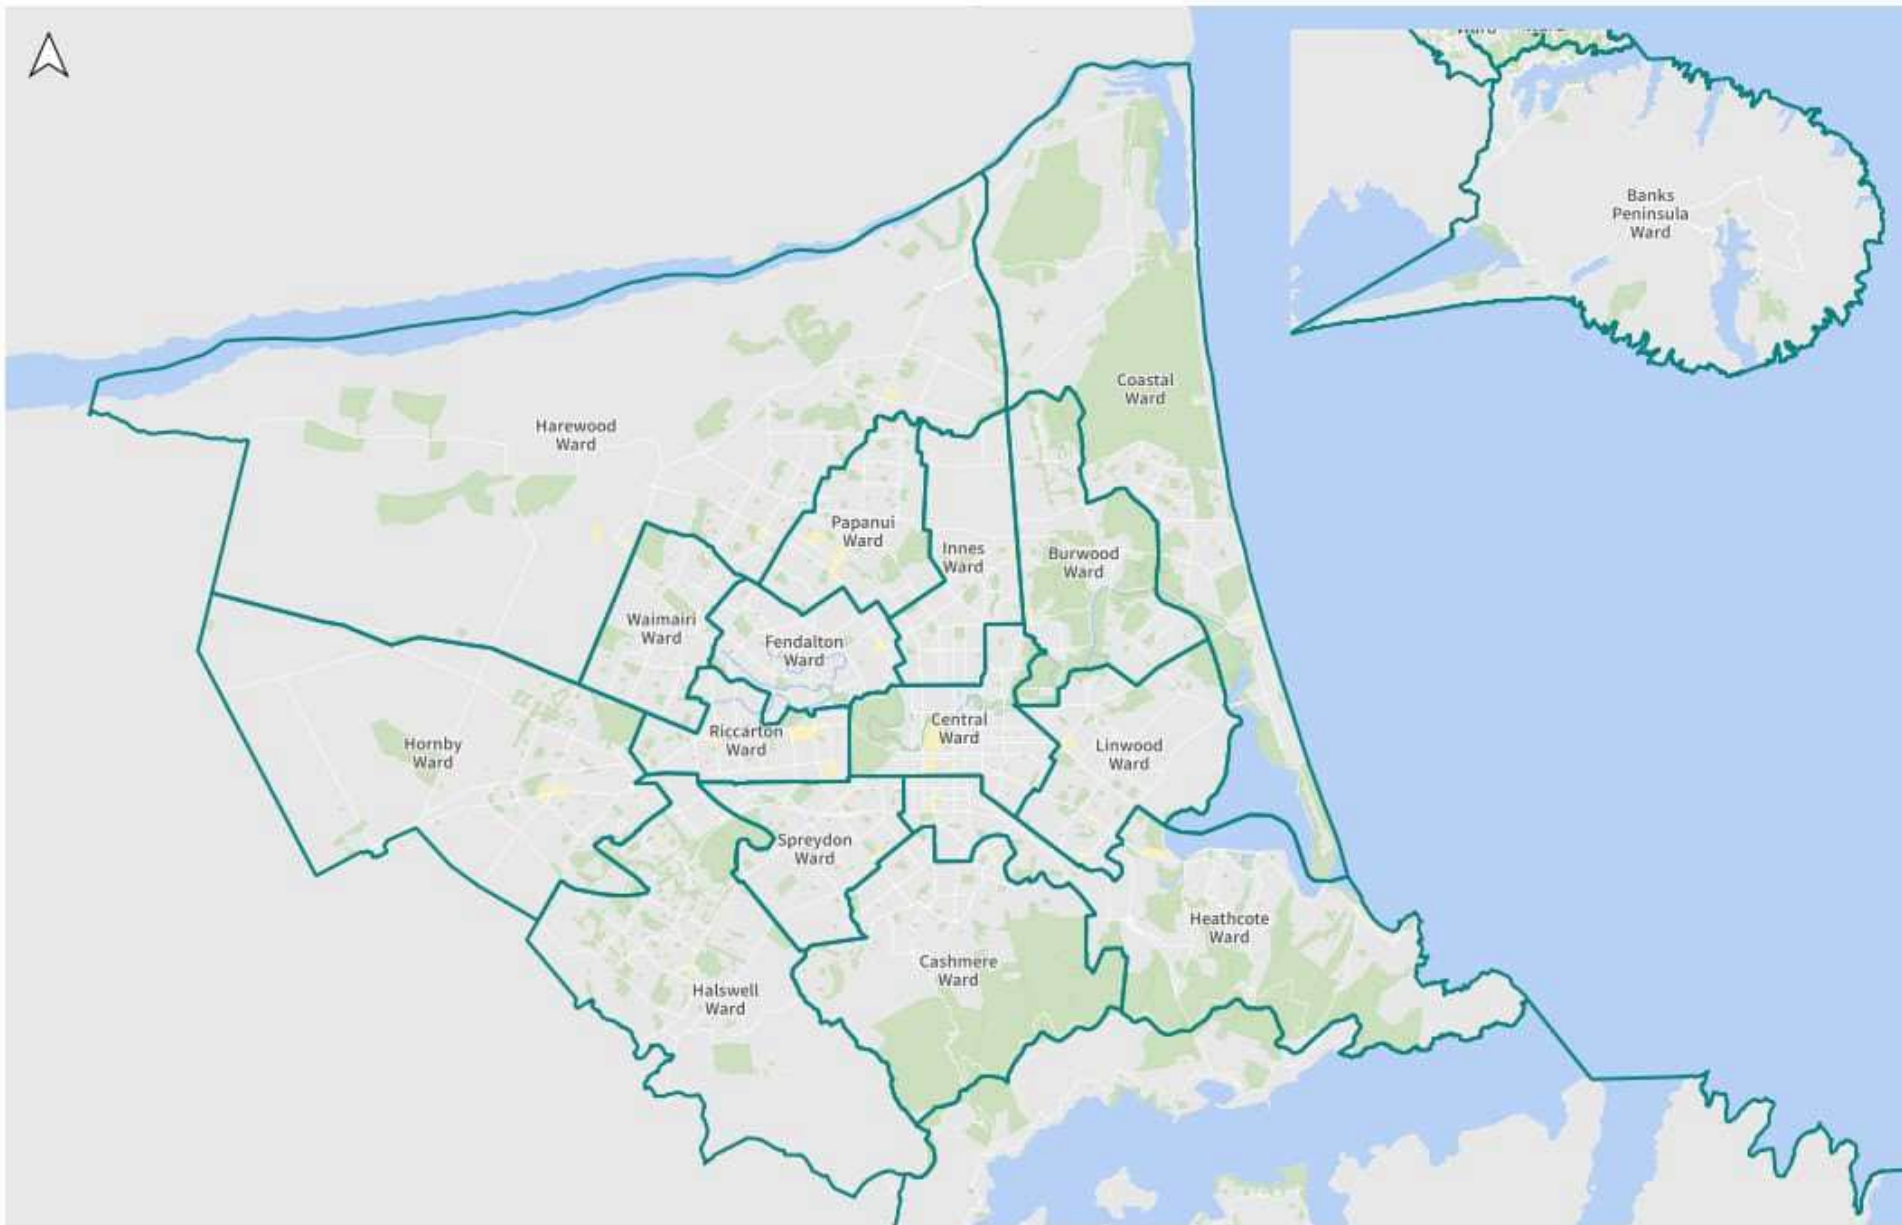 Banks
Peninsula
Ward
Coastal
Ward
Harewood
Ward
Papanui
Ward
Innes
Ward
Burwood
Ward
Waimairi
Ward
Fendalton
Ward
Riccarton
Ward
Central
Ward
Hornby
Ward
Linwood
Ward
Spreydon
Ward
Heathcote
Ward
Cashmere
Ward
Halswell
Ward